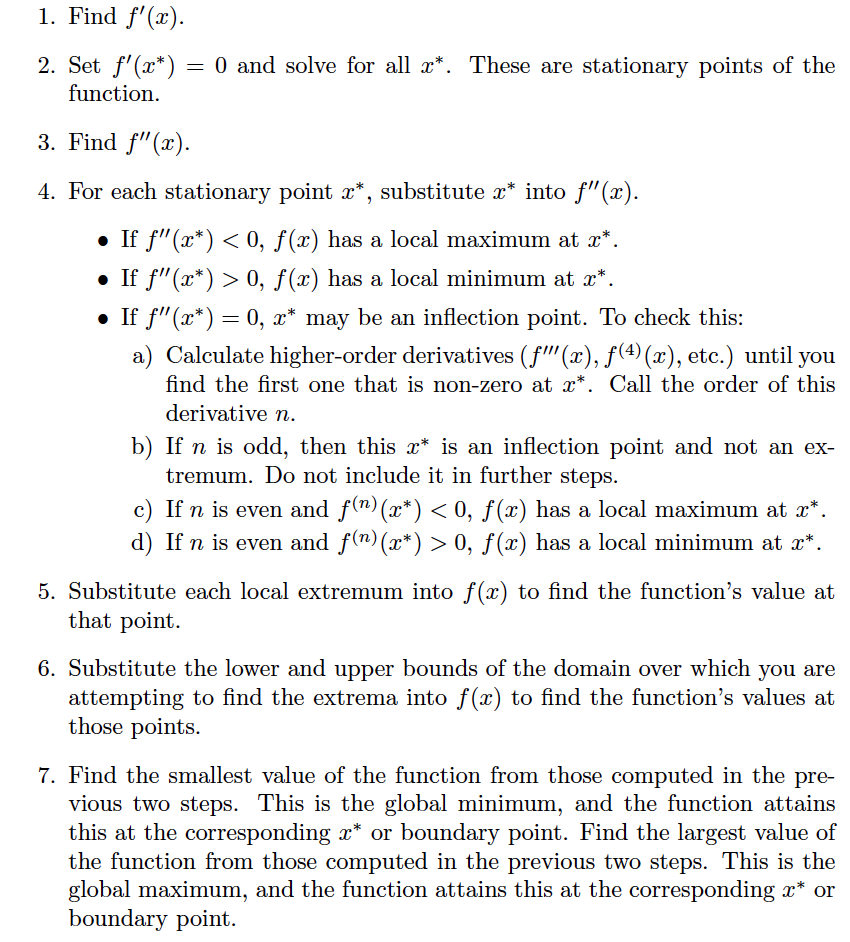 1. Find f′(x).
2. Set f′(x*) = 0 and solve for all x*. These are stationary points of the
function.
3. Find f″(x).
4. For each stationary point x*, substitute x* into f″(x).
• If f″(x*) < 0, f(x) has a local maximum at x*.
• If f″(x*) > 0, f(x) has a local minimum at x*.
• If f″(x*) = 0, x* may be an inflection point. To check this:
a) Calculate higher-order derivatives (f‴(x), f⁽⁴⁾(x), etc.) until you
find the first one that is non-zero at x*. Call the order of this
derivative n.
b) If n is odd, then this x* is an inflection point and not an ex-
tremum. Do not include it in further steps.
c) If n is even and f⁽ⁿ⁾(x*) < 0, f(x) has a local maximum at x*.
d) If n is even and f⁽ⁿ⁾(x*) > 0, f(x) has a local minimum at x*.
5. Substitute each local extremum into f(x) to find the function's value at
that point.
6. Substitute the lower and upper bounds of the domain over which you are
attempting to find the extrema into f(x) to find the function's values at
those points.
7. Find the smallest value of the function from those computed in the pre-
vious two steps. This is the global minimum, and the function attains
this at the corresponding x* or boundary point. Find the largest value of
the function from those computed in the previous two steps. This is the
global maximum, and the function attains this at the corresponding x* or
boundary point.